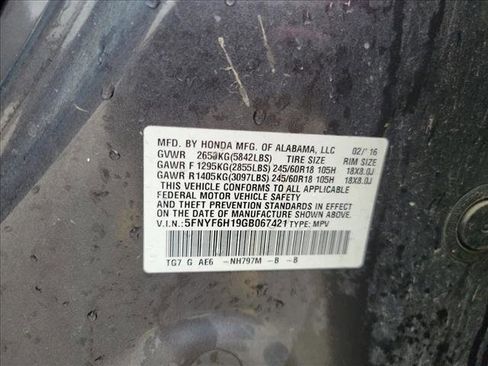 MFD. BY HONDA MFG. OF ALABAMA, LLC 02/16
GVWR 2650KG(5842LBS) TIRE SIZE RIM SIZE
GAWR F 1295KG(2855LBS) 245/60R18 105H 18X8.0J
GAWR R 1405KG(3097LBS) 245/60R18 105H 18X8.0J
THIS VEHICLE CONFORMS TO ALL APPLICABLE
FEDERAL MOTOR VEHICLE SAFETY
AND THEFT PREVENTION STANDARDS IN EFFECT ON
THE DATE OF MANUFACTURE SHOWN ABOVE.
V.I.N.: 5FNYF6H19GB067421 TYPE: MPV
TG7 G AE6 -NH797M -B -B